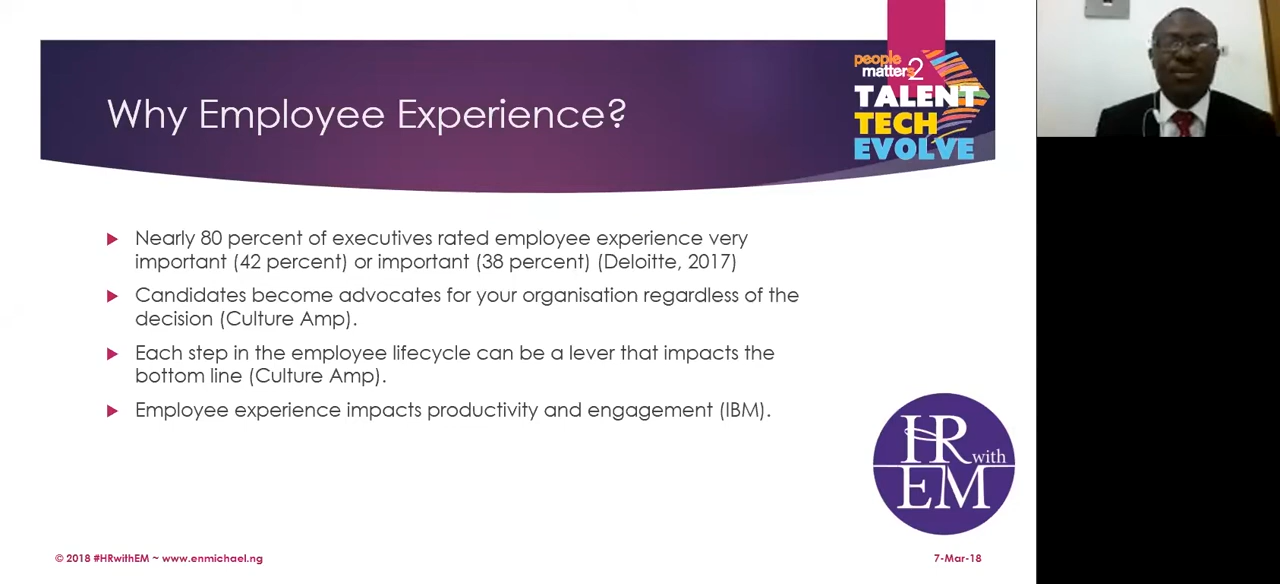 Why Employee Experience?
people
matters2
TALENT
TECH
EVOLVE
Nearly 80 percent of executives rated employee experience very
important (42 percent) or important (38 percent) (Deloitte, 2017)
Candidates become advocates for your organisation regardless of the
decision (Culture Amp).
Each step in the employee lifecycle can be a lever that impacts the
bottom line (Culture Amp).
Employee experience impacts productivity and engagement (IBM).
HR
with
EM
© 2018 #HRwithEM ~ www.enmichael.ng
7-Mar-18